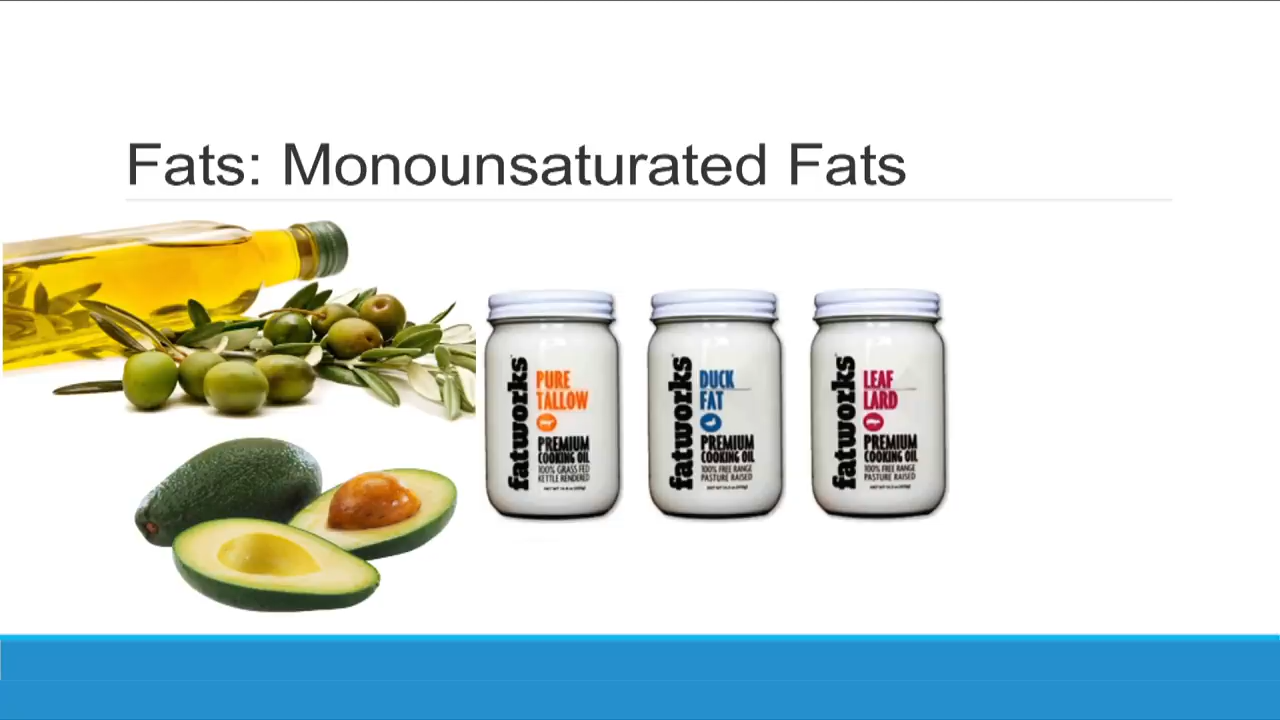 Fats: Monounsaturated Fats
fatworks
PURE
TALLOW
PREMIUM
COOKING OIL
100% GRASS FED
KETTLE RENDERED
fatworks
DUCK
FAT
PREMIUM
COOKING OIL
100% FREE RANGE
PASTURE RAISED
fatworks
LEAF
LARD
PREMIUM
COOKING OIL
100% FREE RANGE
PASTURE RAISED